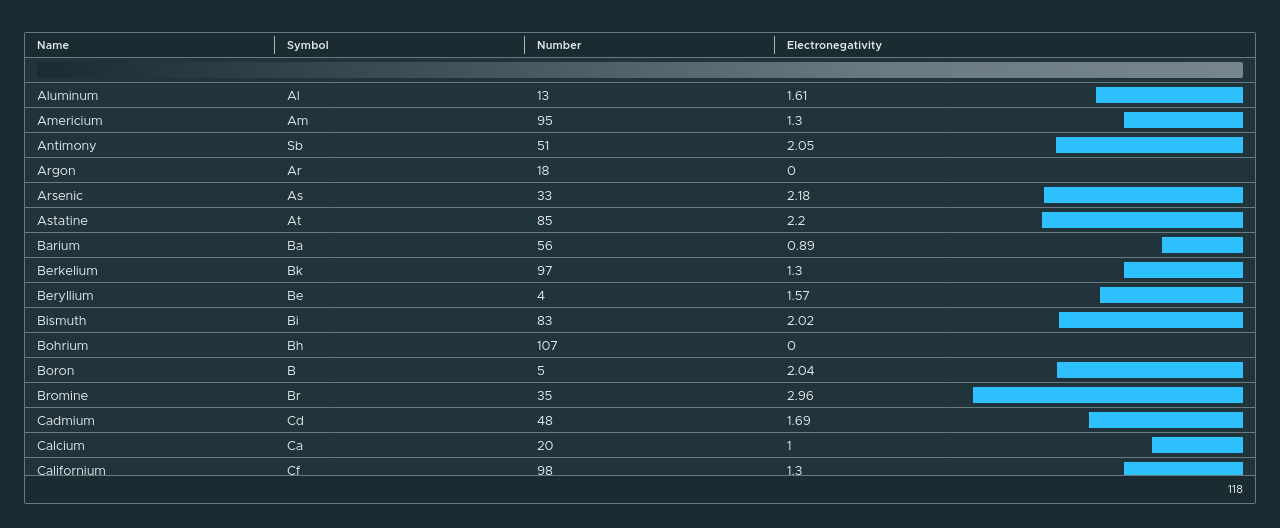 Name Symbol Number Electronegativity
Aluminum Al 13 1.61
Americium Am 95 1.3
Antimony Sb 51 2.05
Argon Ar 18 0
Arsenic As 33 2.18
Astatine At 85 2.2
Barium Ba 56 0.89
Berkelium Bk 97 1.3
Beryllium Be 4 1.57
Bismuth Bi 83 2.02
Bohrium Bh 107 0
Boron B 5 2.04
Bromine Br 35 2.96
Cadmium Cd 48 1.69
Calcium Ca 20 1
Californium Cf 98 1.3
118